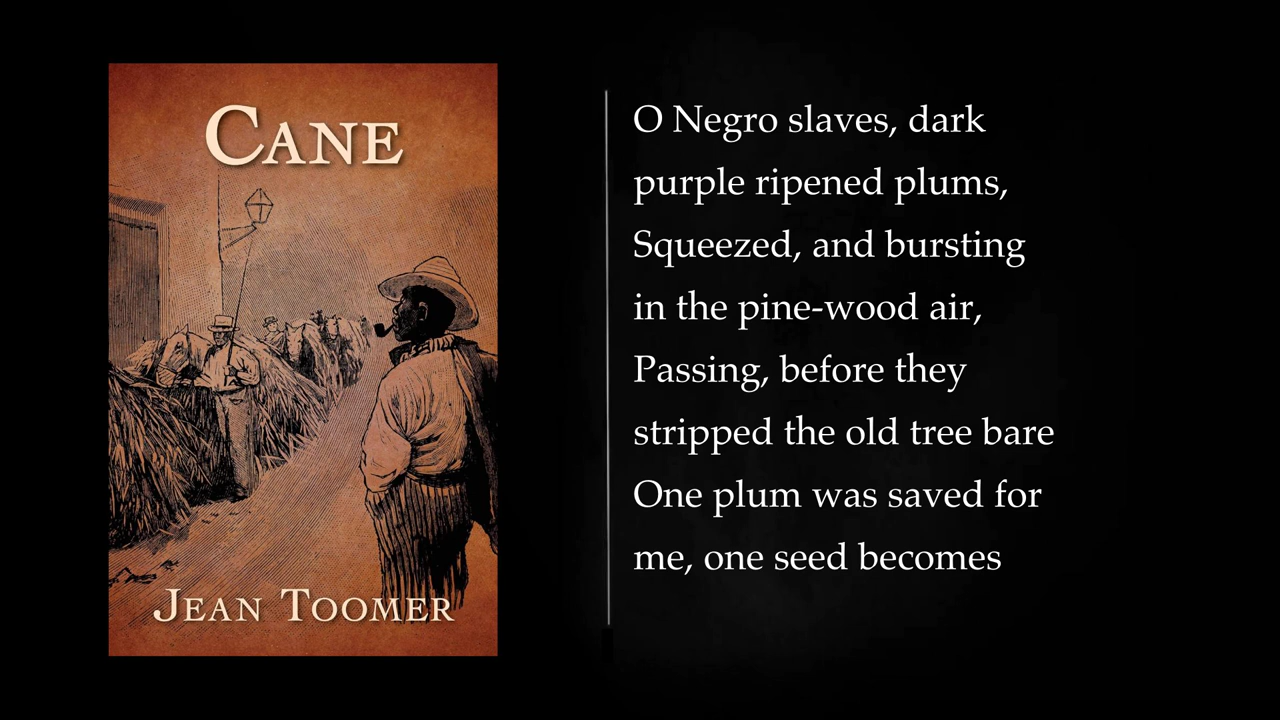 CANE
JEAN TOOMER
O Negro slaves, dark
purple ripened plums,
Squeezed, and bursting
in the pine-wood air,
Passing, before they
stripped the old tree bare
One plum was saved for
me, one seed becomes